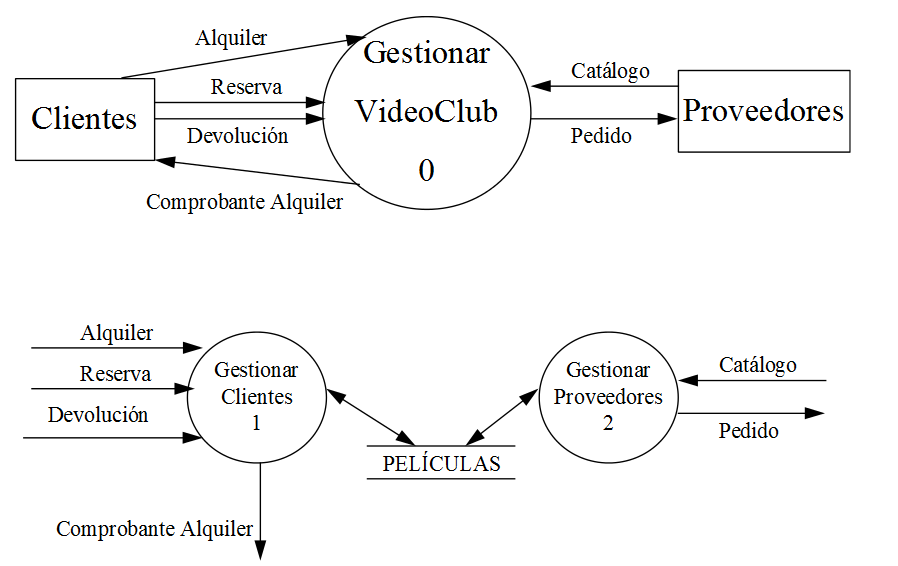 Alquiler
Gestionar
VideoClub
0
Clientes
Reserva
Devolución
Comprobante Alquiler
Catálogo
Pedido
Proveedores
Alquiler
Reserva
Devolución
Gestionar
Clientes
1
Comprobante Alquiler
PELÍCULAS
Gestionar
Proveedores
2
Catálogo
Pedido